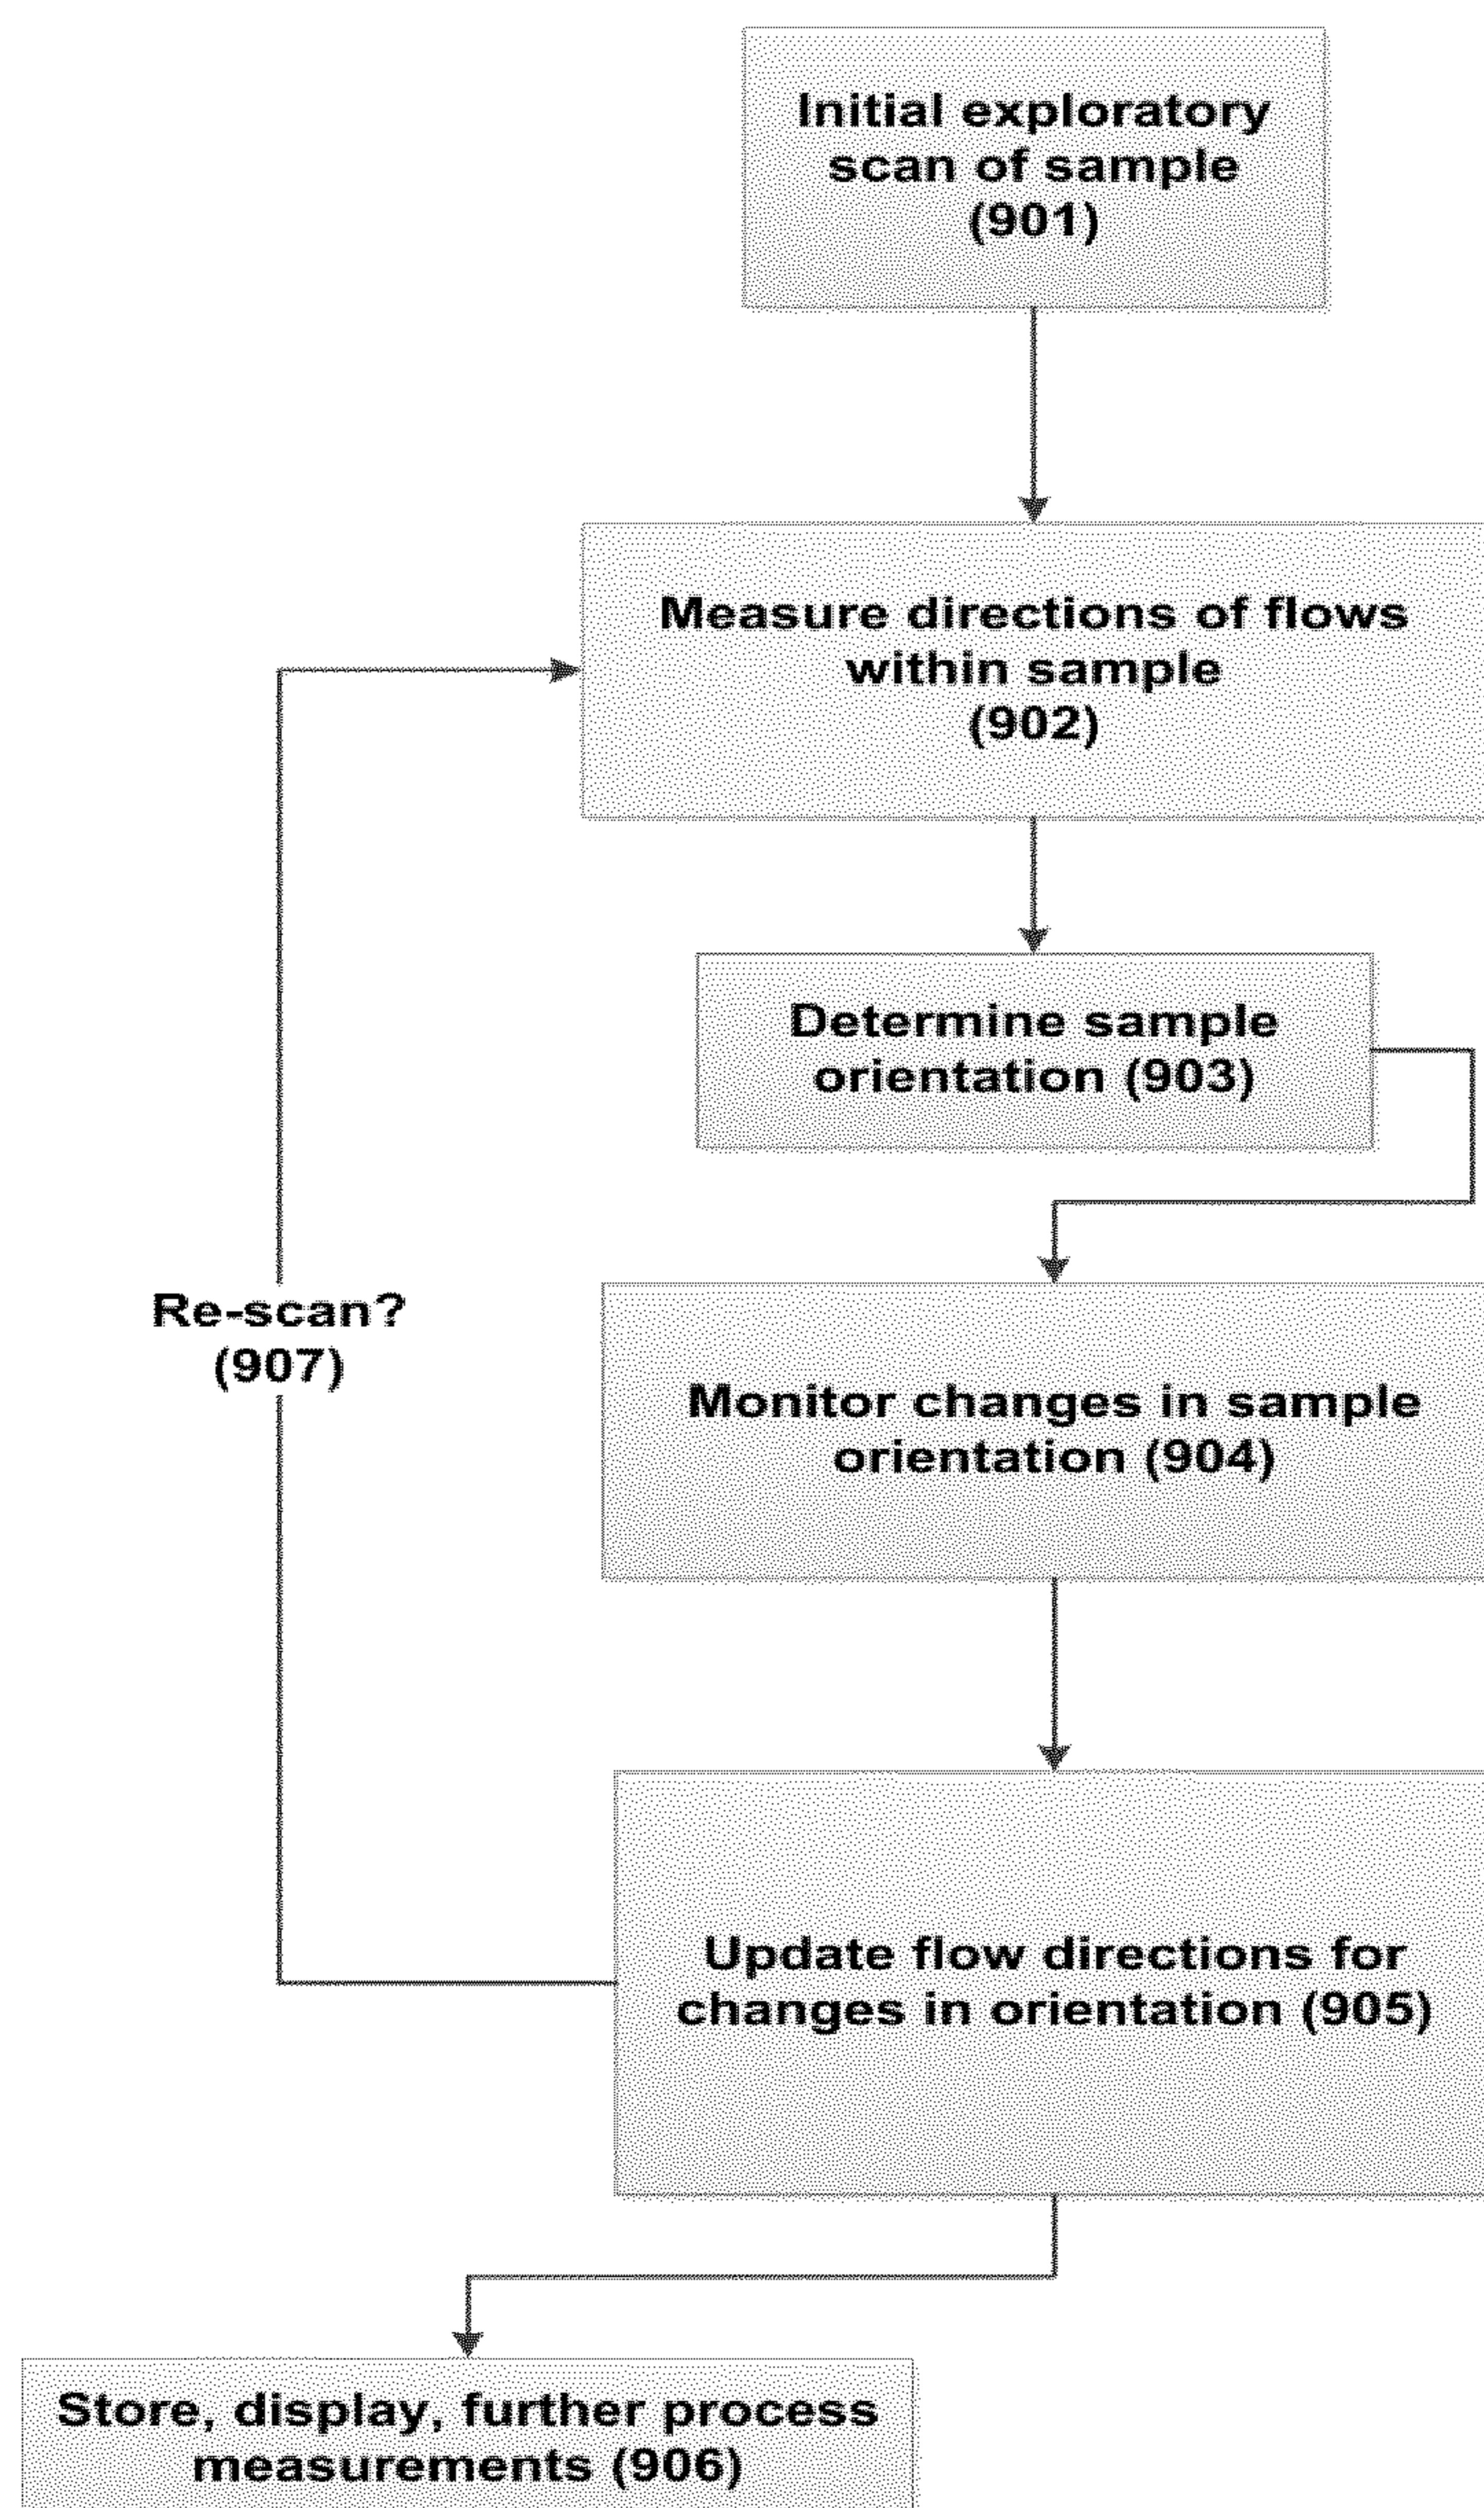 Initial exploratory
scan of sample
(901)
Measure directions of flows
within sample
(902)
Determine sample
orientation (903)
Re-scan?
(907)
Monitor changes in sample
orientation (904)
Update flow directions for
changes in orientation (905)
Store, display, further process
measurements (906)